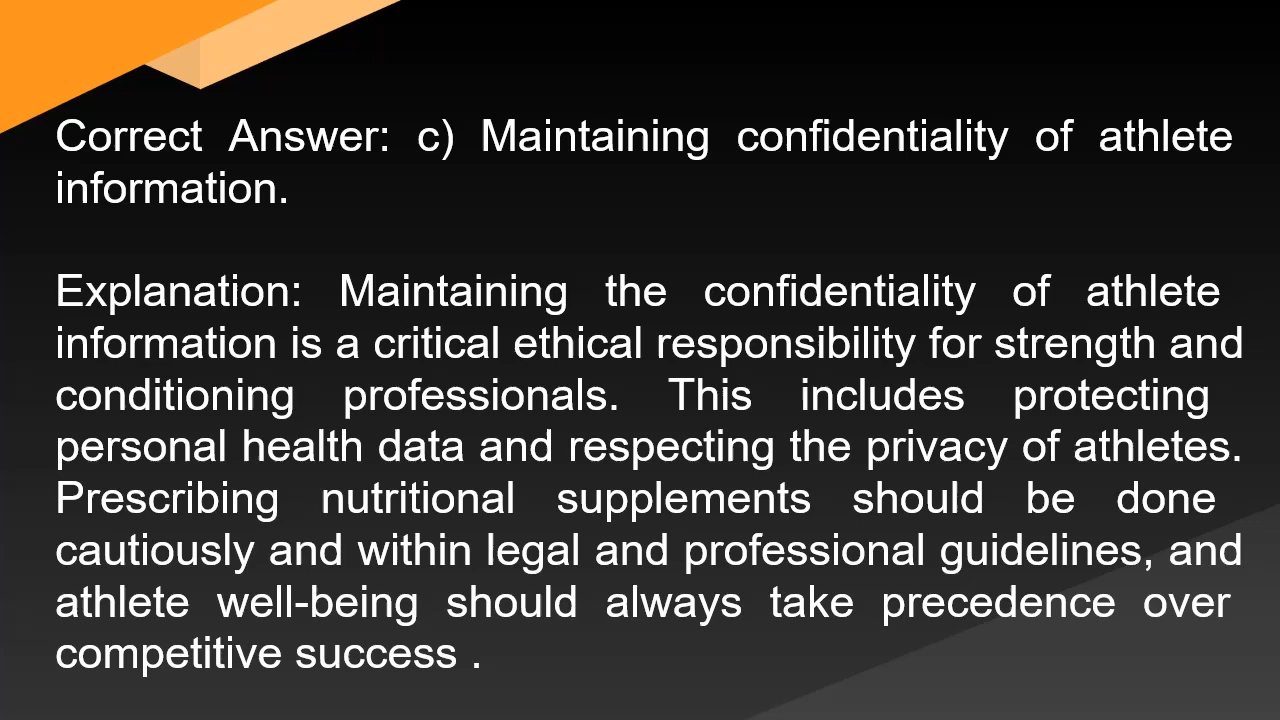 Correct Answer: c) Maintaining confidentiality of athlete
information.
Explanation: Maintaining the confidentiality of athlete
information is a critical ethical responsibility for strength and
conditioning professionals. This includes protecting
personal health data and respecting the privacy of athletes.
Prescribing nutritional supplements should be done
cautiously and within legal and professional guidelines, and
athlete well-being should always take precedence over
competitive success .